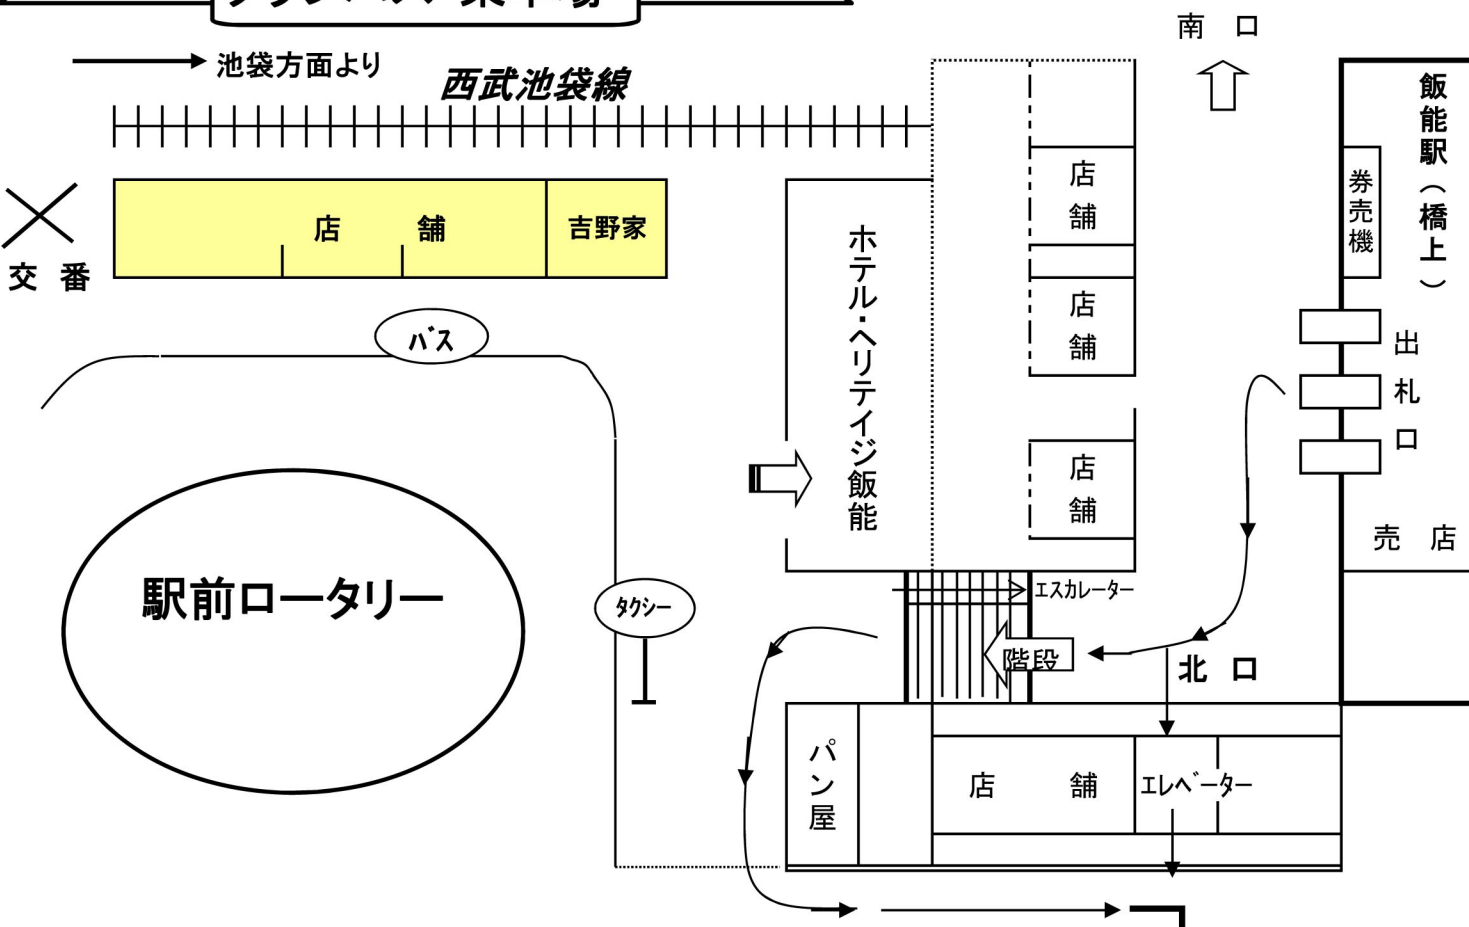 南 口
池袋方面より
西武池袋線
飯能駅（橋上）
店舗
券売機
店 舗
吉野家
交 番
ホテル・ヘリテイジ飯能
店舗
バス
出札口
店舗
売 店
駅前ロータリー
タクシー
エスカレーター
階段
北 口
パン屋
店 舗
エレベーター